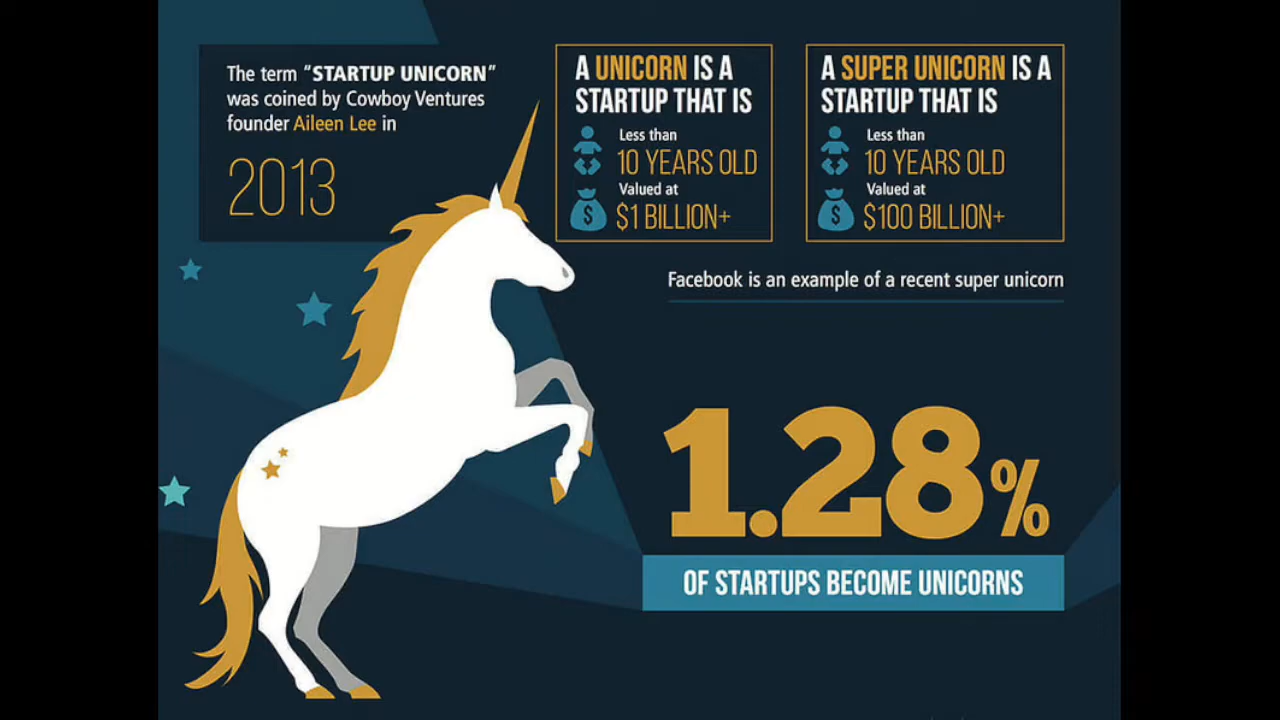 The term "STARTUP UNICORN"
was coined by Cowboy Ventures
founder Aileen Lee in
2013
A UNICORN IS A
STARTUP THAT IS
Less than
10 YEARS OLD
Valued at
$
$1 BILLION+
A SUPER UNICORN IS A
STARTUP THAT IS
Less than
10 YEARS OLD
Valued at
$
$100 BILLION+
Facebook is an example of a recent super unicorn
1.28%
OF STARTUPS BECOME UNICORNS